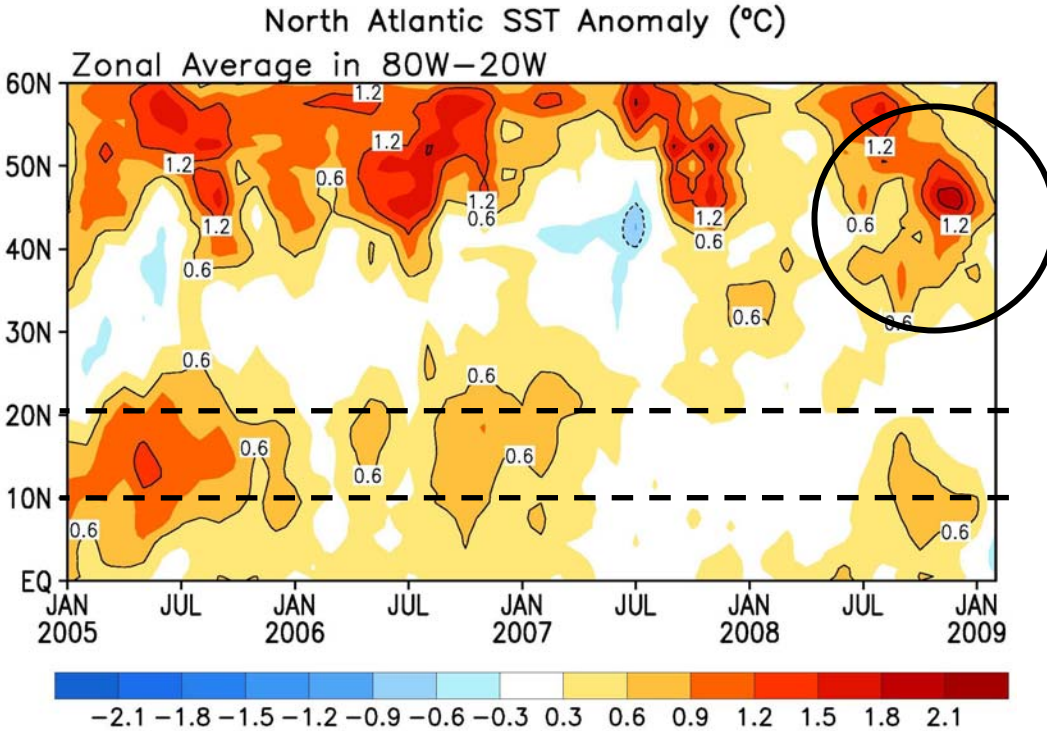 North Atlantic SST Anomaly (ºC)
Zonal Average in 80W−20W
60N
50N
40N
30N
20N
10N
EQ
1.2
1.2
1.2
1.2
0.6
1.2
0.6
1.2
0.6
0.6
1.2
0.6
1.2
0.6
0.6
0.6
0.6
0.6
0.6
0.6
0.6
0.6
0.6
JAN JUL JAN JUL JAN JUL JAN JUL JAN
2005 2006 2007 2008 2009
−2.1 −1.8 −1.5 −1.2 −0.9 −0.6 −0.3 0.3 0.6 0.9 1.2 1.5 1.8 2.1